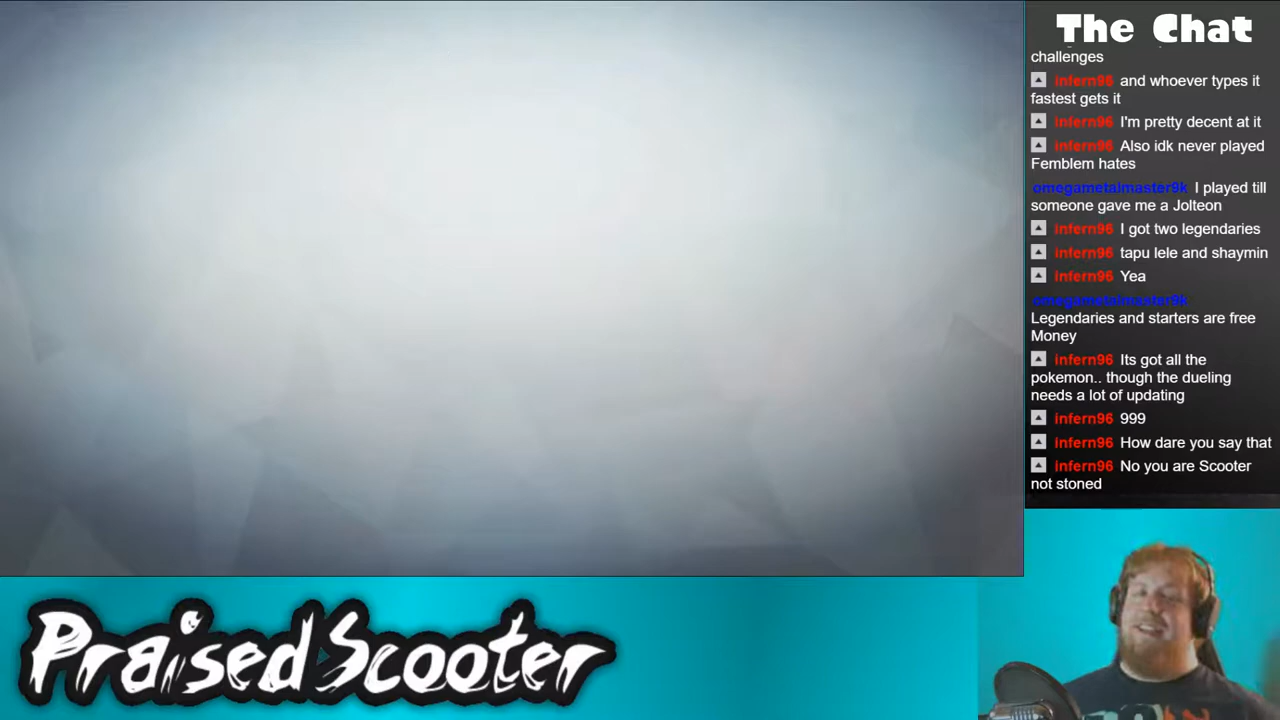 The Chat
challenges
infern96 and whoever types it
fastest gets it
infern96 I'm pretty decent at it
infern96 Also idk never played
Femblem hates
omegametalmaster9k I played till
someone gave me a Jolteon
infern96 I got two legendaries
infern96 tapu lele and shaymin
infern96 Yea
omegametalmaster9k
Legendaries and starters are free
Money
infern96 Its got all the
pokemon.. though the dueling
needs a lot of updating
infern96 999
infern96 How dare you say that
infern96 No you are Scooter
not stoned
PraisedScooter